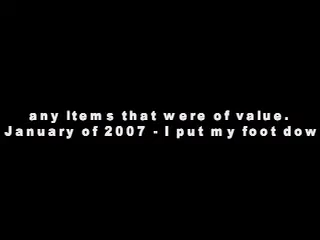 any items that were of value.
January of 2007 - I put my foot dow